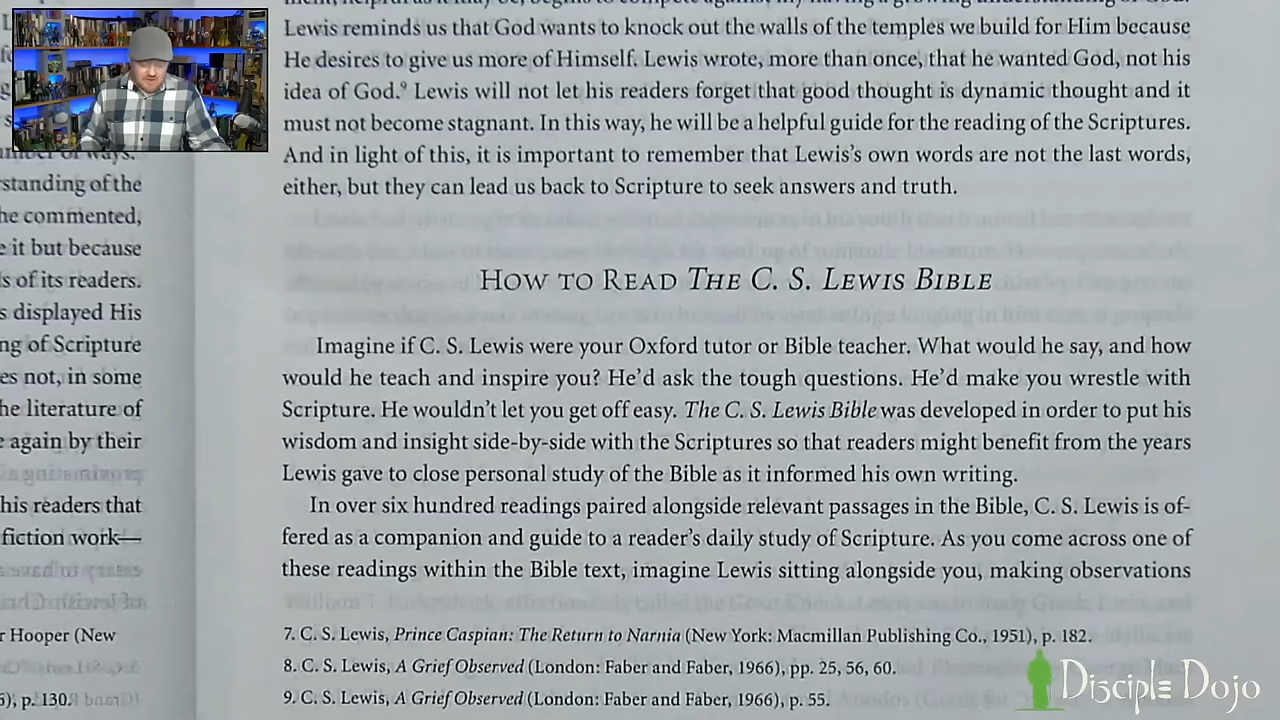 Lewis reminds us that God wants to knock out the walls of the temples we build for Him because
He desires to give us more of Himself. Lewis wrote, more than once, that he wanted God, not his
idea of God.⁹ Lewis will not let his readers forget that good thought is dynamic thought and it
must not become stagnant. In this way, he will be a helpful guide for the reading of the Scriptures.
And in light of this, it is important to remember that Lewis's own words are not the last words,
either, but they can lead us back to Scripture to seek answers and truth.
How to Read The C. S. Lewis Bible
Imagine if C. S. Lewis were your Oxford tutor or Bible teacher. What would he say, and how
would he teach and inspire you? He'd ask the tough questions. He'd make you wrestle with
Scripture. He wouldn't let you get off easy. The C. S. Lewis Bible was developed in order to put his
wisdom and insight side-by-side with the Scriptures so that readers might benefit from the years
Lewis gave to close personal study of the Bible as it informed his own writing.
In over six hundred readings paired alongside relevant passages in the Bible, C. S. Lewis is of-
fered as a companion and guide to a reader's daily study of Scripture. As you come across one of
these readings within the Bible text, imagine Lewis sitting alongside you, making observations
7. C. S. Lewis, Prince Caspian: The Return to Narnia (New York: Macmillan Publishing Co., 1951), p. 182.
8. C. S. Lewis, A Grief Observed (London: Faber and Faber, 1966), pp. 25, 56, 60.
9. C. S. Lewis, A Grief Observed (London: Faber and Faber, 1966), p. 55.
standing of the
he commented,
it but because
of its readers.
displayed His
of Scripture
not, in some
he literature of
again by their
his readers that
fiction work—
Hooper (New
p. 130.
Disciple Dojo